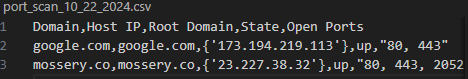 port_scan_10_22_2024.csv
1 Domain,Host IP,Root Domain,State,Open Ports
2 google.com,google.com,{'173.194.219.113'},up,"80, 443"
3 mossery.co,mossery.co,{'23.227.38.32'},up,"80, 443, 2052